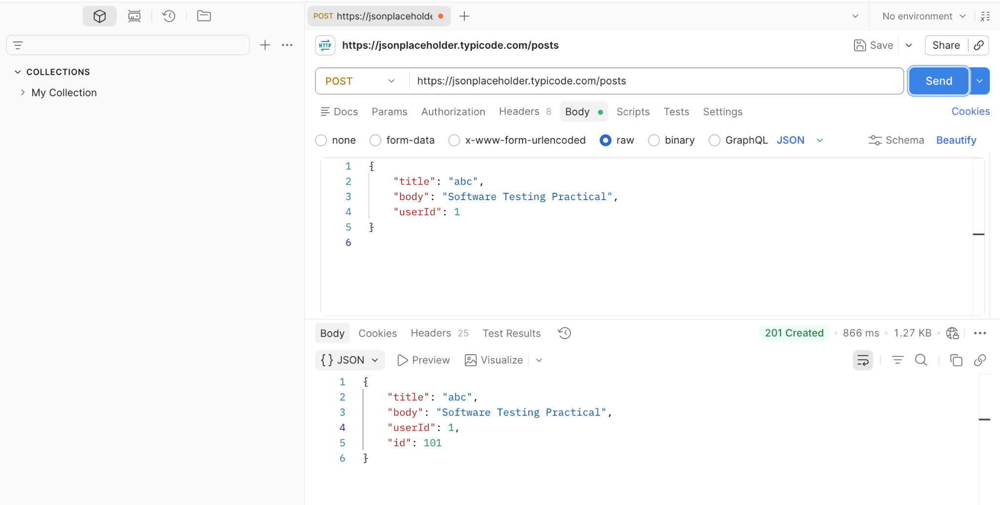 POST https://jsonplaceholde
No environment
COLLECTIONS
My Collection
HTTP https://jsonplaceholder.typicode.com/posts
Save
Share
POST https://jsonplaceholder.typicode.com/posts
Send
Docs Params Authorization Headers 8 Body Scripts Tests Settings
Cookies
none form-data x-www-form-urlencoded raw binary GraphQL JSON
Schema Beautify
1 {
2 "title": "abc",
3 "body": "Software Testing Practical",
4 "userId": 1
5 }
6
Body Cookies Headers 25 Test Results
201 Created • 866 ms • 1.27 KB •
{} JSON Preview Visualize
1 {
2 "title": "abc",
3 "body": "Software Testing Practical",
4 "userId": 1,
5 "id": 101
6 }